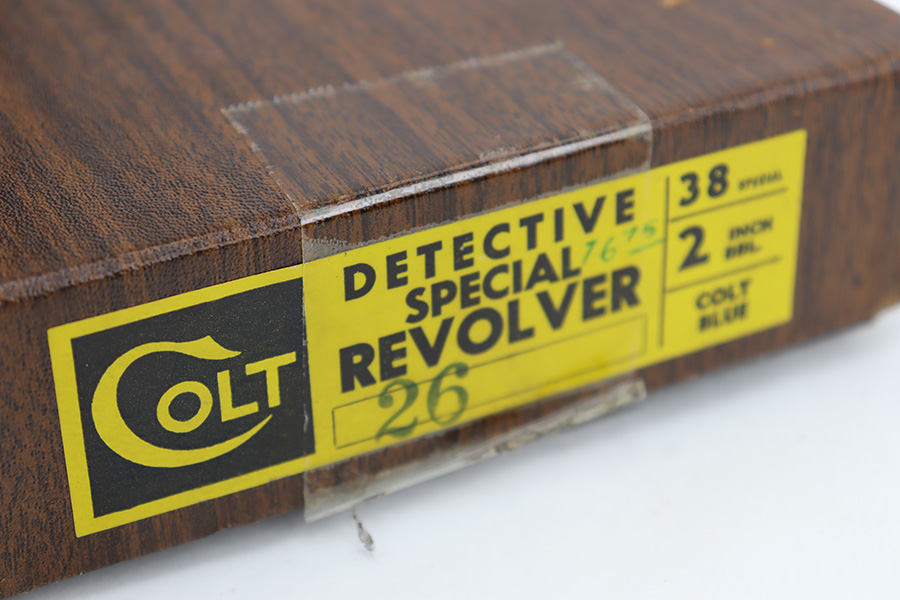 COLT
DETECTIVE
SPECIAL
7675
REVOLVER
26
38 SPECIAL
2 INCH
BBL.
COLT
BLUE